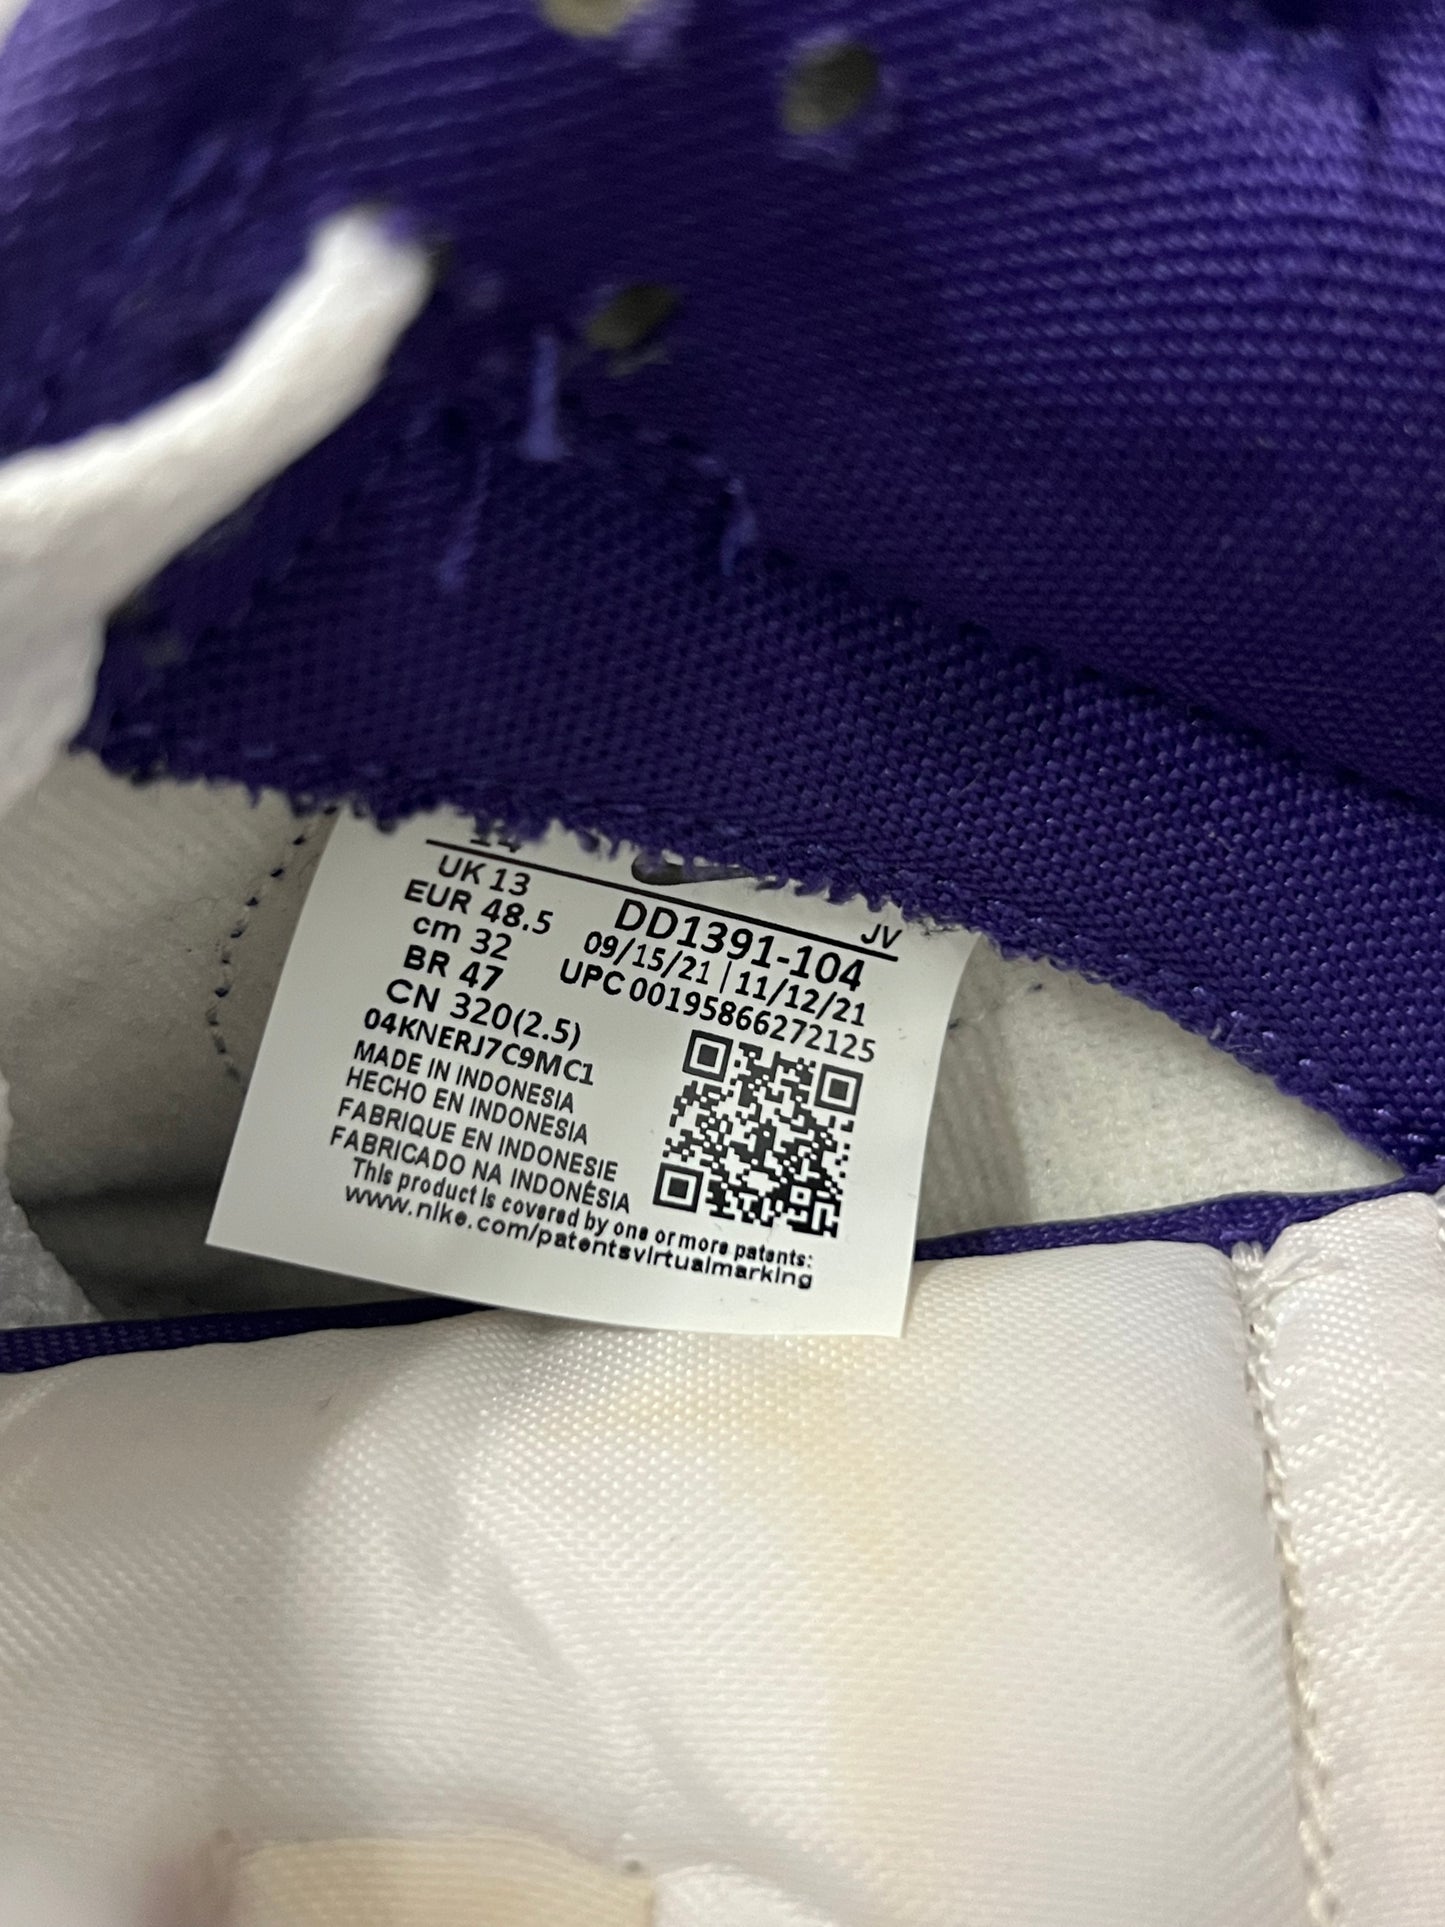 14
UK 13
EUR 48.5
cm 32
BR 47
CN 320(2.5)
04KNERJ7C9MC1
MADE IN INDONESIA
HECHO EN INDONESIA
FABRIQUE EN INDONESIE
FABRICADO NA INDONÉSIA
This product is covered by one or more patents:
www.nike.com/patentsvirtualmarking
JV
DD1391-104
09/15/21 | 11/12/21
UPC 00195866272125